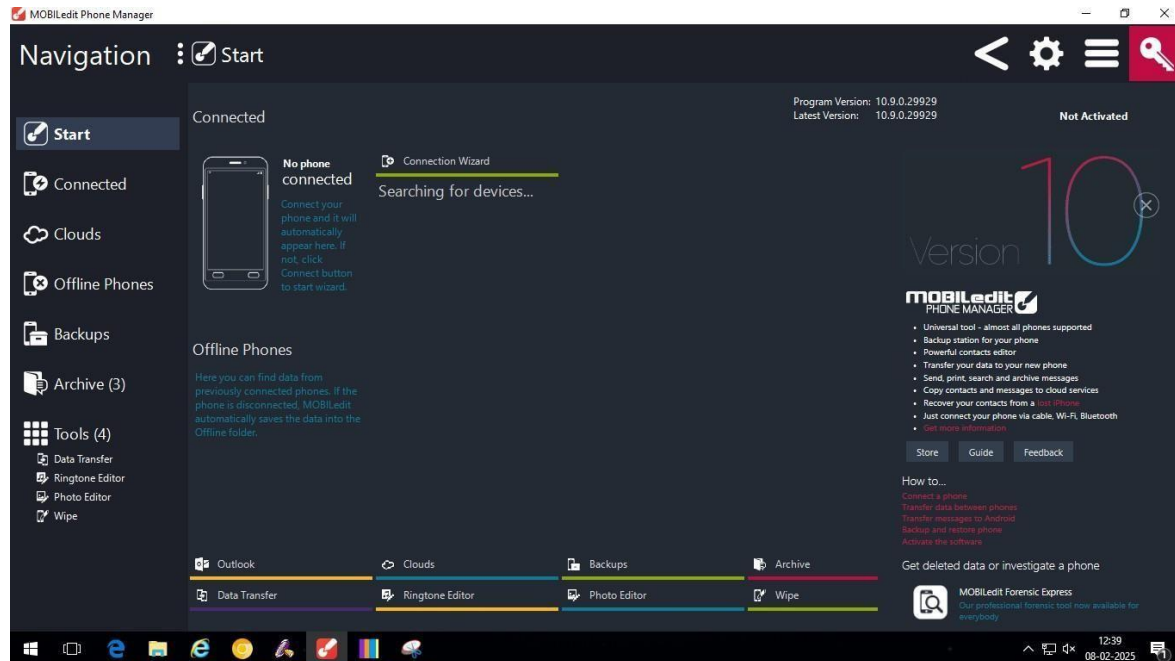 MOBILedit Phone Manager
Navigation
Start
Start
Connected
Clouds
Offline Phones
Backups
Archive (3)
Tools (4)
Data Transfer
Ringtone Editor
Photo Editor
Wipe
Connected
Program Version: 10.9.0.29929
Latest Version: 10.9.0.29929
Not Activated
No phone
connected
Connect your
phone and it will
automatically
appear here. If
not, click
Connect button
to start wizard.
Connection Wizard
Searching for devices...
Offline Phones
Here you can find data from
previously connected phones. If the
phone is disconnected, MOBILedit
automatically saves the data into the
Offline folder.
Version 10
MOBILedit
PHONE MANAGER
• Universal tool - almost all phones supported
• Backup station for your phone
• Powerful contacts editor
• Transfer your data to your new phone
• Send, print, search and archive messages
• Copy contacts and messages to cloud services
• Recover your contacts from a lost iPhone
• Just connect your phone via cable, Wi-Fi, Bluetooth
• Get more information
Store Guide Feedback
How to...
Connect a phone
Transfer data between phones
Transfer messages to Android
Backup and restore phone
Activate the software
Get deleted data or investigate a phone
MOBILedit Forensic Express
Our professional forensic tool now available for
everybody
Outlook Clouds Backups Archive
Data Transfer Ringtone Editor Photo Editor Wipe
12:39
08-02-2025
1